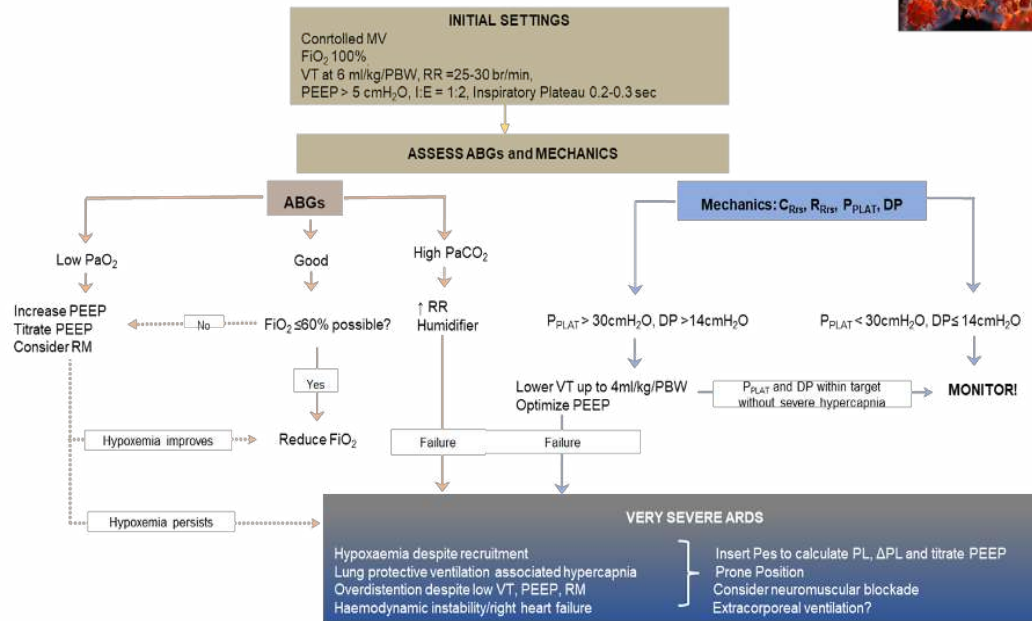 INITIAL SETTINGS
Conrtolled MV
FiO2 100%
VT at 6 ml/kg/PBW, RR =25-30 br/min,
PEEP > 5 cmH2O, I:E = 1:2, Inspiratory Plateau 0.2-0.3 sec
ASSESS ABGs and MECHANICS
ABGs
Mechanics: CRrs, RRrs, PPLAT, DP
Low PaO2
Good
High PaCO2
Increase PEEP
Titrate PEEP
Consider RM
No
FiO2 ≤60% possible?
↑ RR
Humidifier
PPLAT > 30cmH2O, DP >14cmH2O
PPLAT < 30cmH2O, DP≤ 14cmH2O
Yes
Lower VT up to 4ml/kg/PBW
Optimize PEEP
PPLAT and DP within target
without severe hypercapnia
MONITOR!
Hypoxemia improves
Reduce FiO2
Failure
Failure
Hypoxemia persists
VERY SEVERE ARDS
Hypoxaemia despite recruitment
Lung protective ventilation associated hypercapnia
Overdistention despite low VT, PEEP, RM
Haemodynamic instability/right heart failure
Insert Pes to calculate PL, ΔPL and titrate PEEP
Prone Position
Consider neuromuscular blockade
Extracorporeal ventilation?